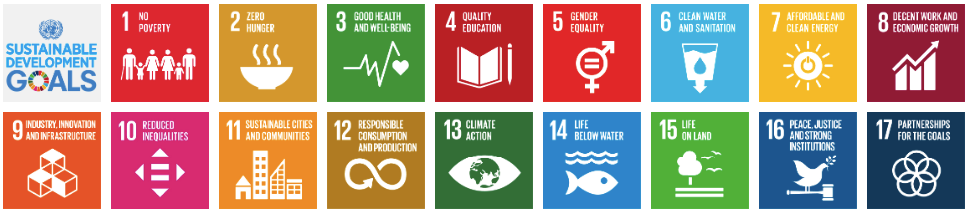 SUSTAINABLE
DEVELOPMENT
GOALS
1 NO
POVERTY
2 ZERO
HUNGER
3 GOOD HEALTH
AND WELL-BEING
4 QUALITY
EDUCATION
5 GENDER
EQUALITY
6 CLEAN WATER
AND SANITATION
7 AFFORDABLE AND
CLEAN ENERGY
8 DECENT WORK AND
ECONOMIC GROWTH
9 INDUSTRY, INNOVATION
AND INFRASTRUCTURE
10 REDUCED
INEQUALITIES
11 SUSTAINABLE CITIES
AND COMMUNITIES
12 RESPONSIBLE
CONSUMPTION
AND PRODUCTION
13 CLIMATE
ACTION
14 LIFE
BELOW WATER
15 LIFE
ON LAND
16 PEACE, JUSTICE
AND STRONG
INSTITUTIONS
17 PARTNERSHIPS
FOR THE GOALS